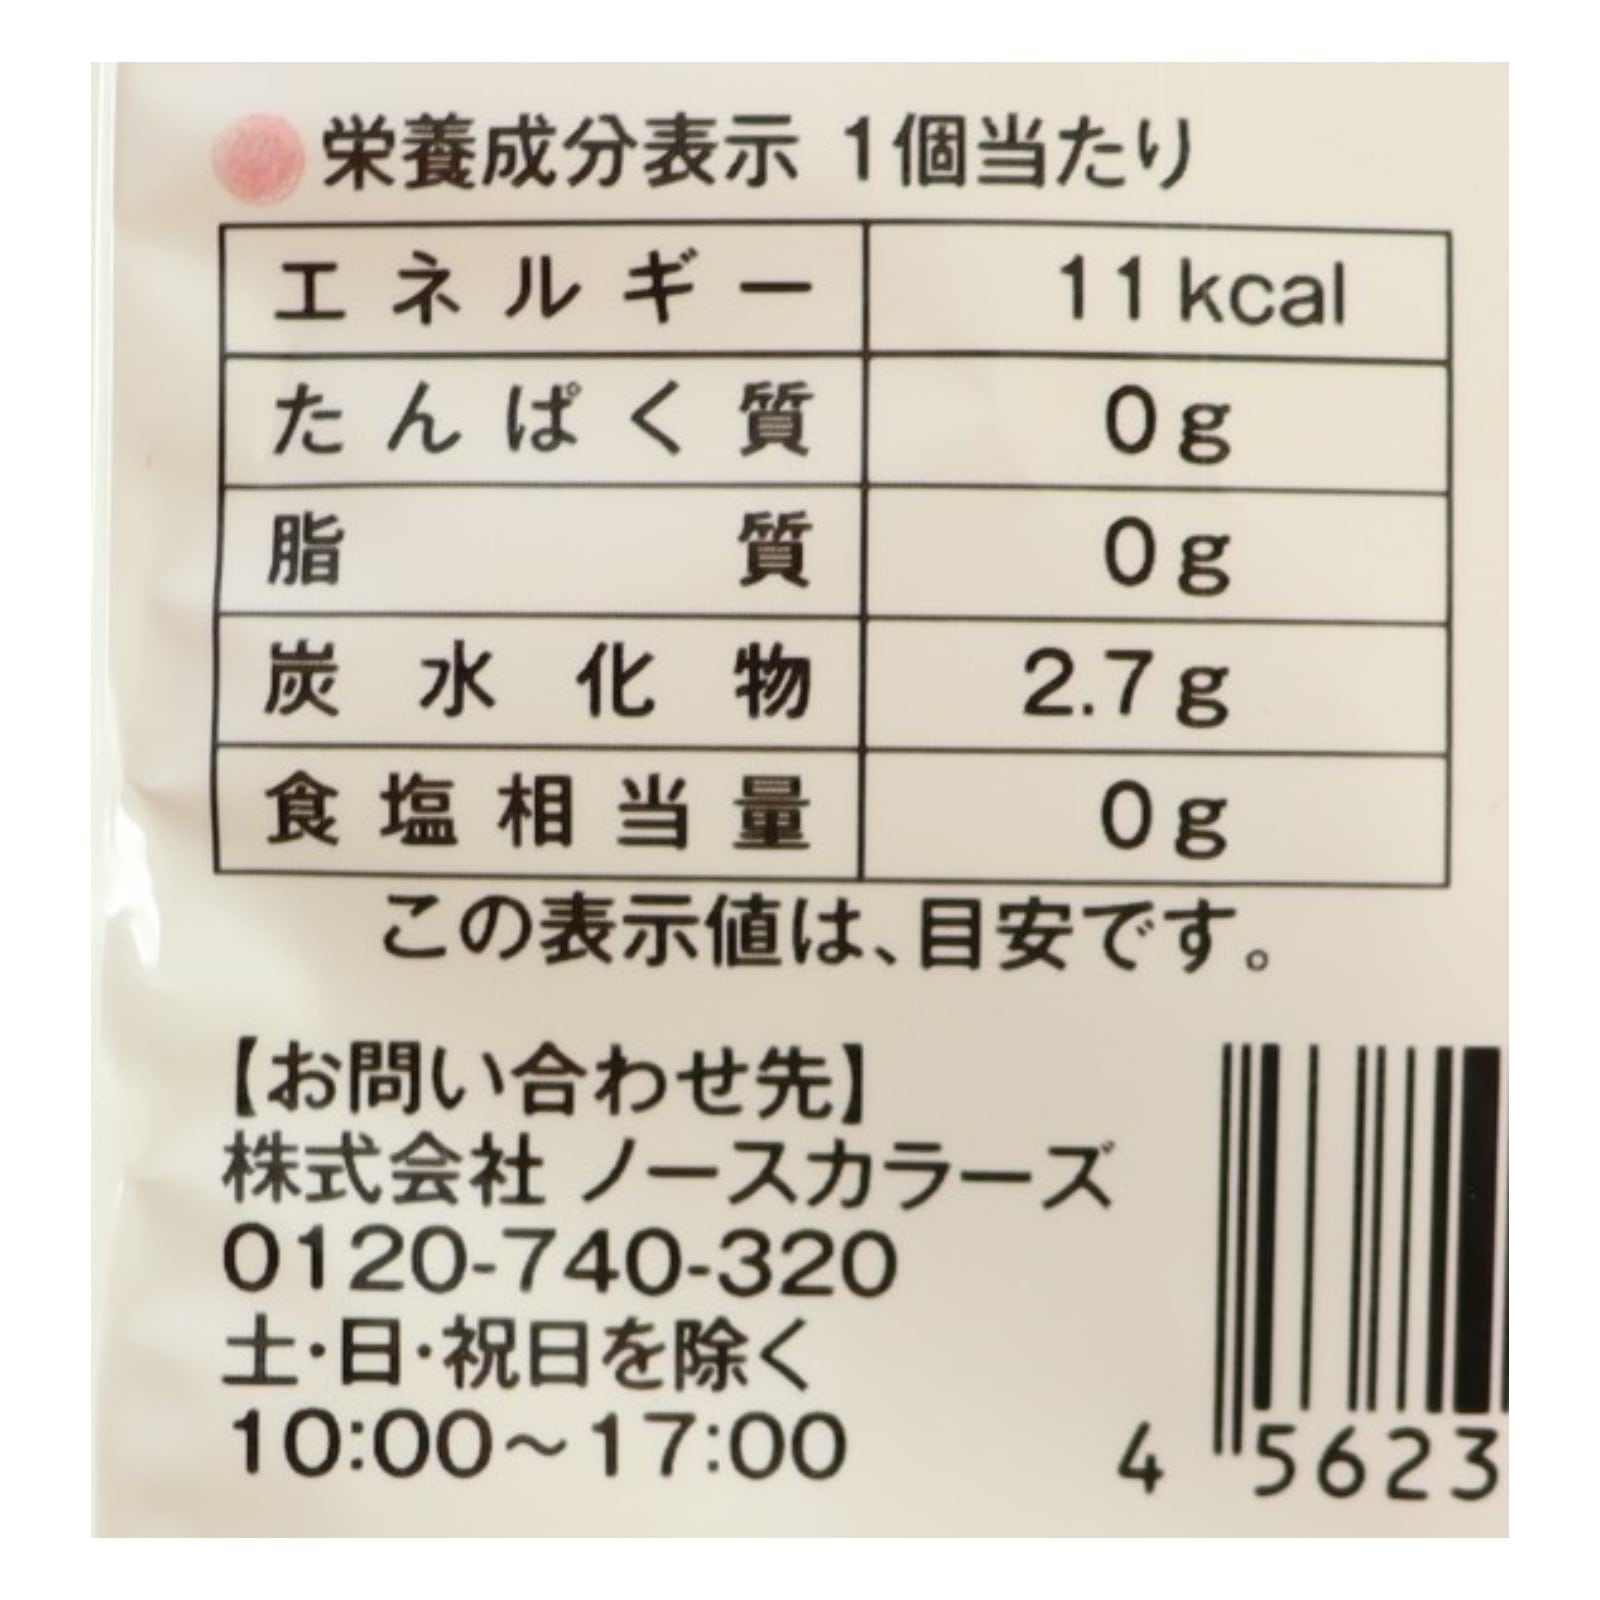 栄養成分表示 1個当たり
エネルギー 11kcal
たんぱく質 0g
脂質 0g
炭水化物 2.7g
食塩相当量 0g
この表示値は、目安です。
【お問い合わせ先】
株式会社 ノースカラーズ
0120-740-320
土・日・祝日を除く
10:00～17:00
4 5623